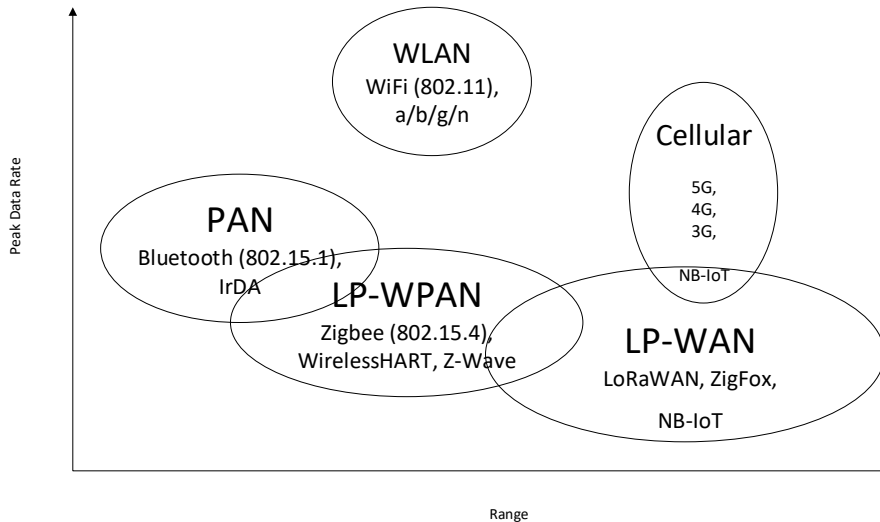 WLAN
WiFi (802.11),
a/b/g/n
Cellular
5G,
4G,
3G,
NB-IoT
Peak Data Rate
PAN
Bluetooth (802.15.1),
IrDA
LP-WPAN
Zigbee (802.15.4),
WirelessHART, Z-Wave
LP-WAN
LoRaWAN, ZigFox,
NB-IoT
Range